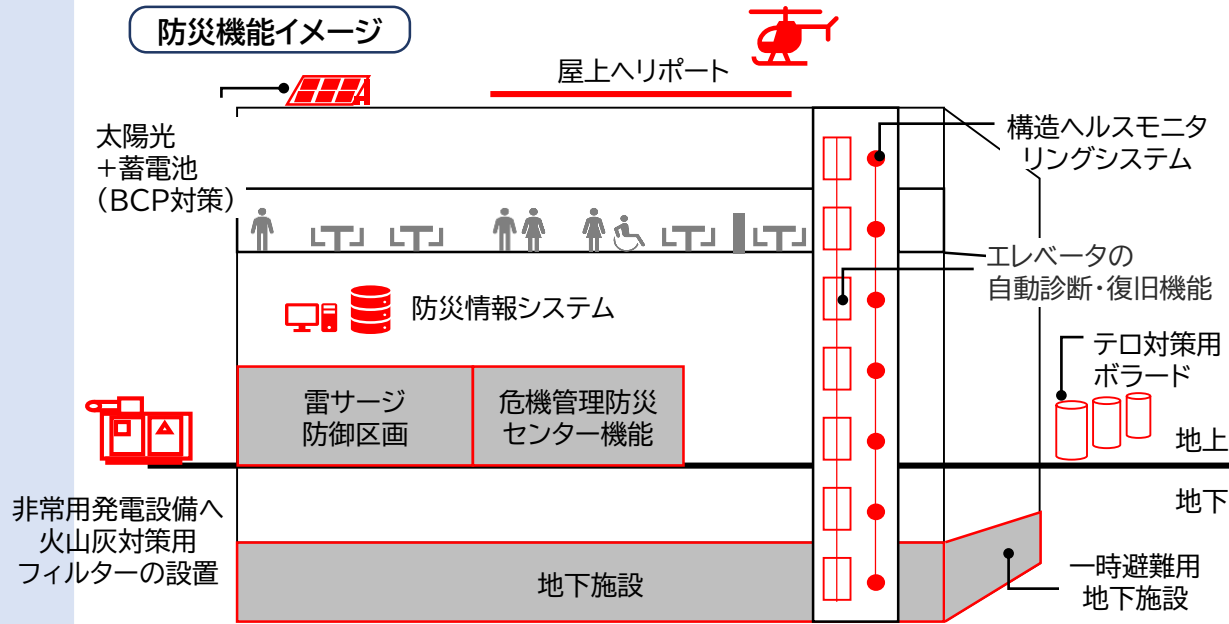 防災機能イメージ
屋上ヘリポート
太陽光
+蓄電池
(BCP対策)
構造ヘルスモニタ
リングシステム
エレベータの
自動診断・復旧機能
防災情報システム
テロ対策用
ボラード
雷サージ
防御区画
危機管理防災
センター機能
地上
地下
非常用発電設備へ
火山灰対策用
フィルターの設置
地下施設
一時避難用
地下施設